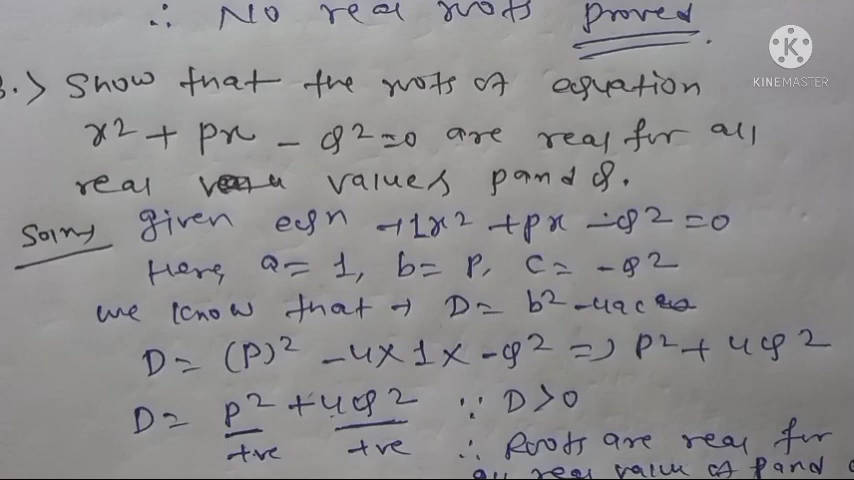 ∴ No real roots Proved.
KINEMASTER
3.> Show that the roots of equation
x² + px - q² = 0 are real for all
real values p and q.
Soln→ given eqn → 1x² + px - q² = 0
Here, a = 1, b = p, c = -q²
we know that → D = b² - 4ac
D = (p)² - 4 x 1 x -q² => p² + 4q²
D = p² + 4q² ∵ D > 0
+ve +ve ∴ Roots are real for
all real value of p and q